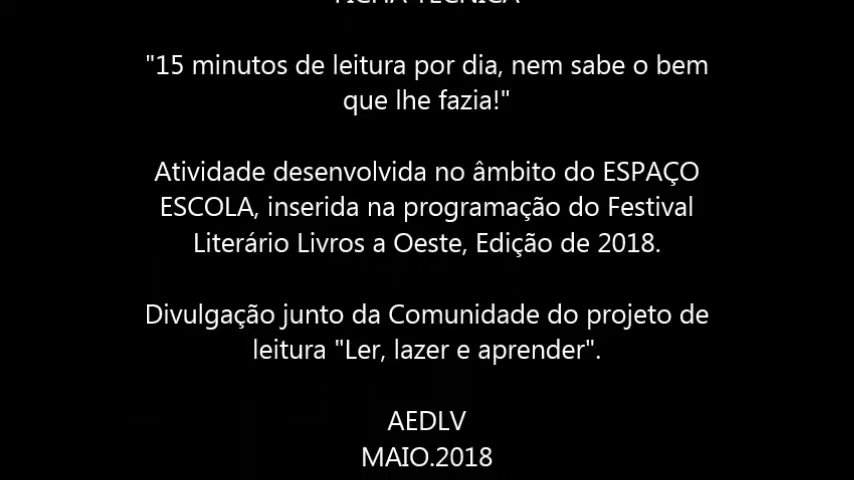 FICHA TÉCNICA
"15 minutos de leitura por dia, nem sabe o bem
que lhe fazia!"
Atividade desenvolvida no âmbito do ESPAÇO
ESCOLA, inserida na programação do Festival
Literário Livros a Oeste, Edição de 2018.
Divulgação junto da Comunidade do projeto de
leitura "Ler, lazer e aprender".
AEDLV
MAIO.2018